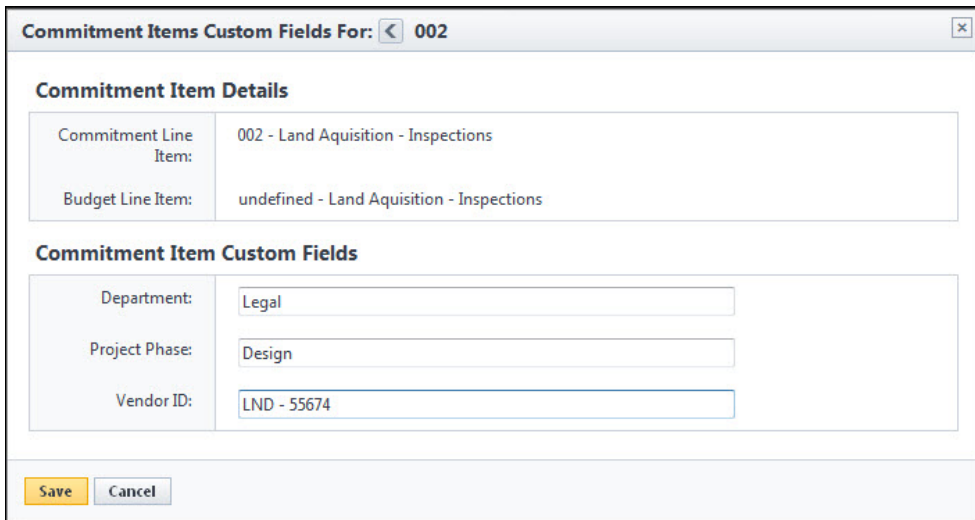 Commitment Items Custom Fields For: < 002
Commitment Item Details
Commitment Line Item: 002 - Land Aquisition - Inspections
Budget Line Item: undefined - Land Aquisition - Inspections
Commitment Item Custom Fields
Department: Legal
Project Phase: Design
Vendor ID: LND - 55674
Save Cancel